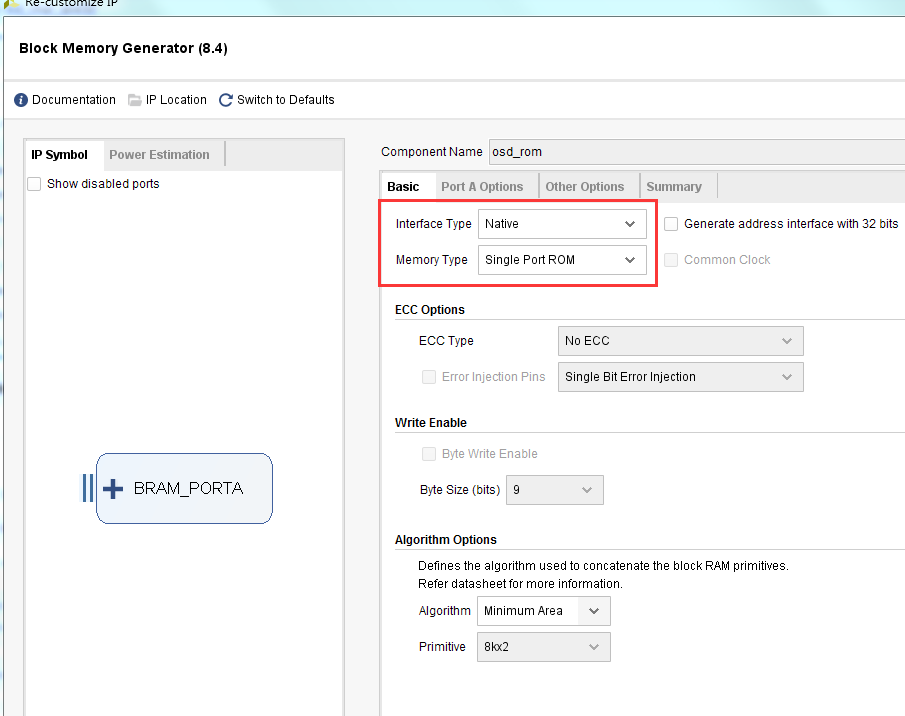 Re-customize IP
Block Memory Generator (8.4)
Documentation IP Location Switch to Defaults
IP Symbol Power Estimation
Show disabled ports
BRAM_PORTA
Component Name osd_rom
Basic Port A Options Other Options Summary
Interface Type Native Generate address interface with 32 bits
Memory Type Single Port ROM Common Clock
ECC Options
ECC Type No ECC
Error Injection Pins Single Bit Error Injection
Write Enable
Byte Write Enable
Byte Size (bits) 9
Algorithm Options
Defines the algorithm used to concatenate the block RAM primitives.
Refer datasheet for more information.
Algorithm Minimum Area
Primitive 8kx2